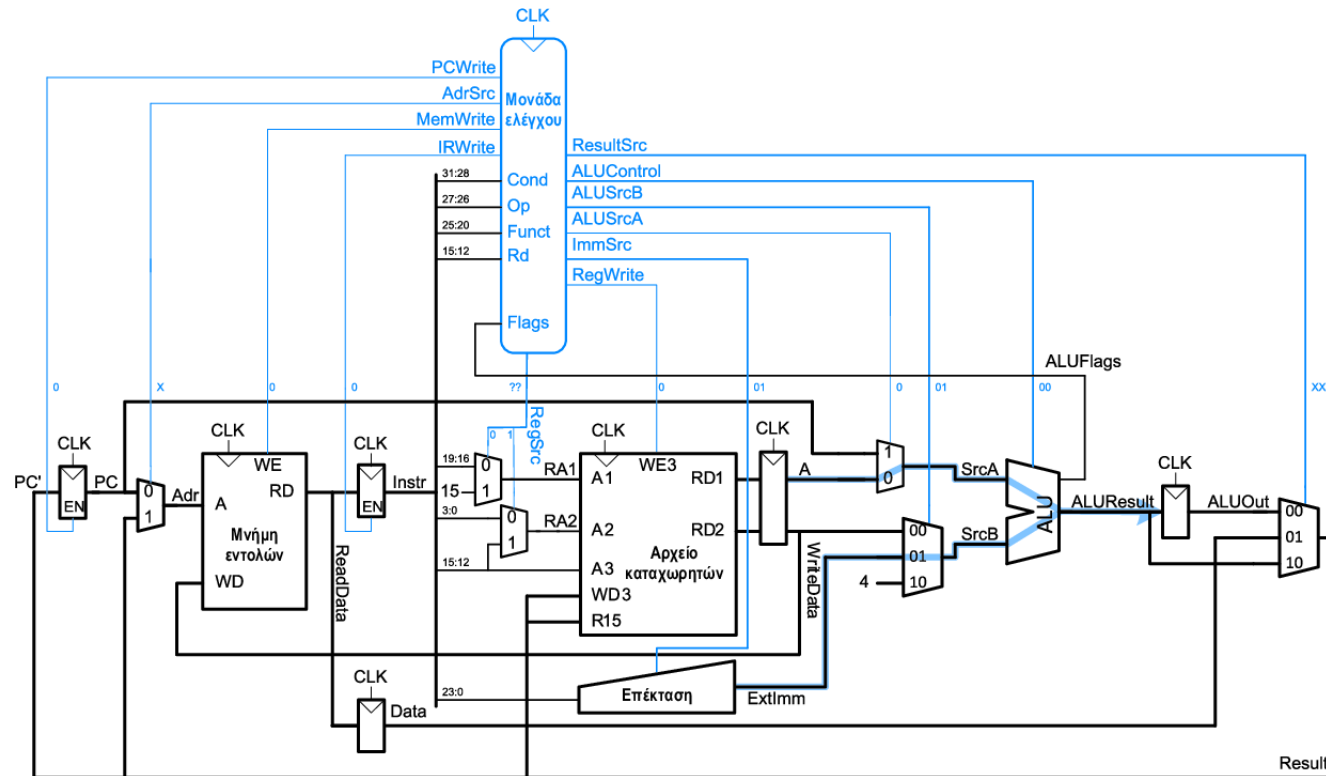 CLK
PCWrite
AdrSrc
MemWrite
IRWrite
Μονάδα
ελέγχου
ResultSrc
ALUControl
ALUSrcB
ALUSrcA
ImmSrc
RegWrite
31:28
Cond
27:26
Op
25:20
Funct
15:12
Rd
Flags
ALUFlags
0
X
0
0
??
0
01
0
01
00
XX
RegSrc
0 1
CLK
PC'
EN
PC
0
1
Adr
CLK
WE
A
RD
Μνήμη
εντολών
WD
ReadData
CLK
EN
Instr
19:16
15
3:0
15:12
0
1
RA1
0
1
RA2
CLK
WE3
A1
RD1
A2
RD2
A3
Αρχείο
καταχωρητών
WD3
R15
CLK
A
WriteData
1
0
SrcA
00
01
10
4
SrcB
ALU
ALUResult
CLK
ALUOut
00
01
10
23:0
Επέκταση
ExtImm
CLK
Data
Result